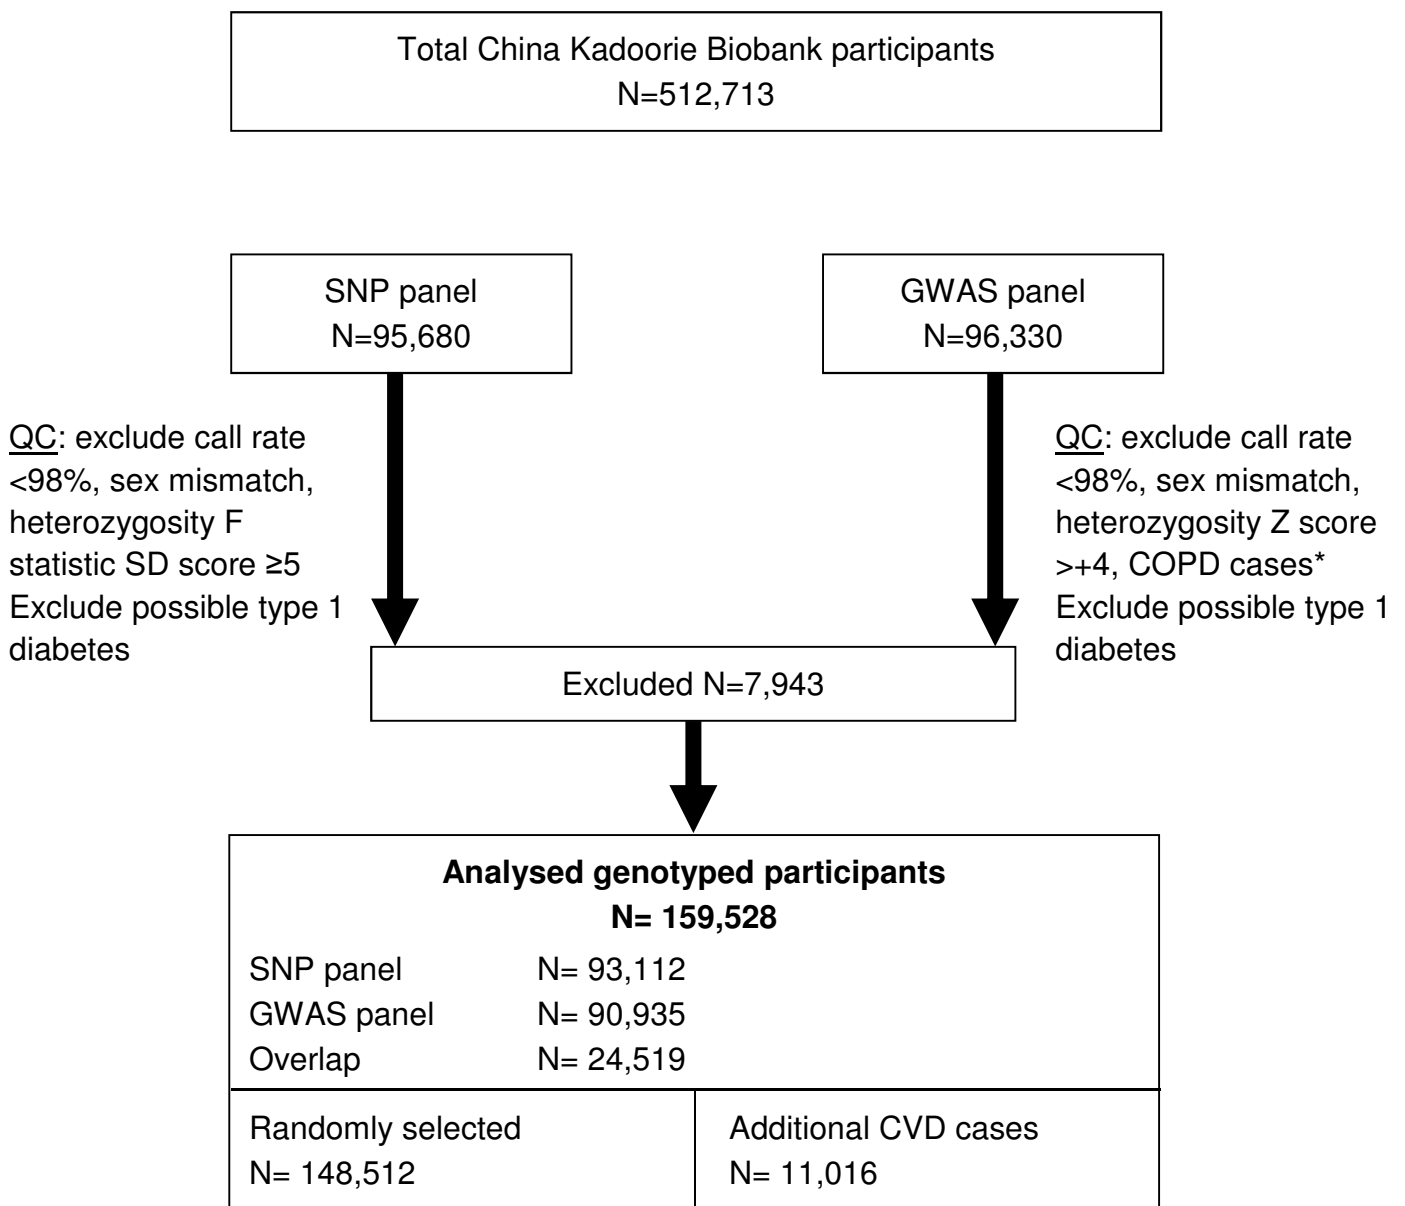 Total China Kadoorie Biobank participants
N=512,713
SNP panel
N=95,680
GWAS panel
N=96,330
QC: exclude call rate
<98%, sex mismatch,
heterozygosity F
statistic SD score ≥5
Exclude possible type 1
diabetes
QC: exclude call rate
<98%, sex mismatch,
heterozygosity Z score
>+4, COPD cases*
Exclude possible type 1
diabetes
Excluded N=7,943
Analysed genotyped participants
N= 159,528
SNP panel N= 93,112
GWAS panel N= 90,935
Overlap N= 24,519
Randomly selected
N= 148,512
Additional CVD cases
N= 11,016